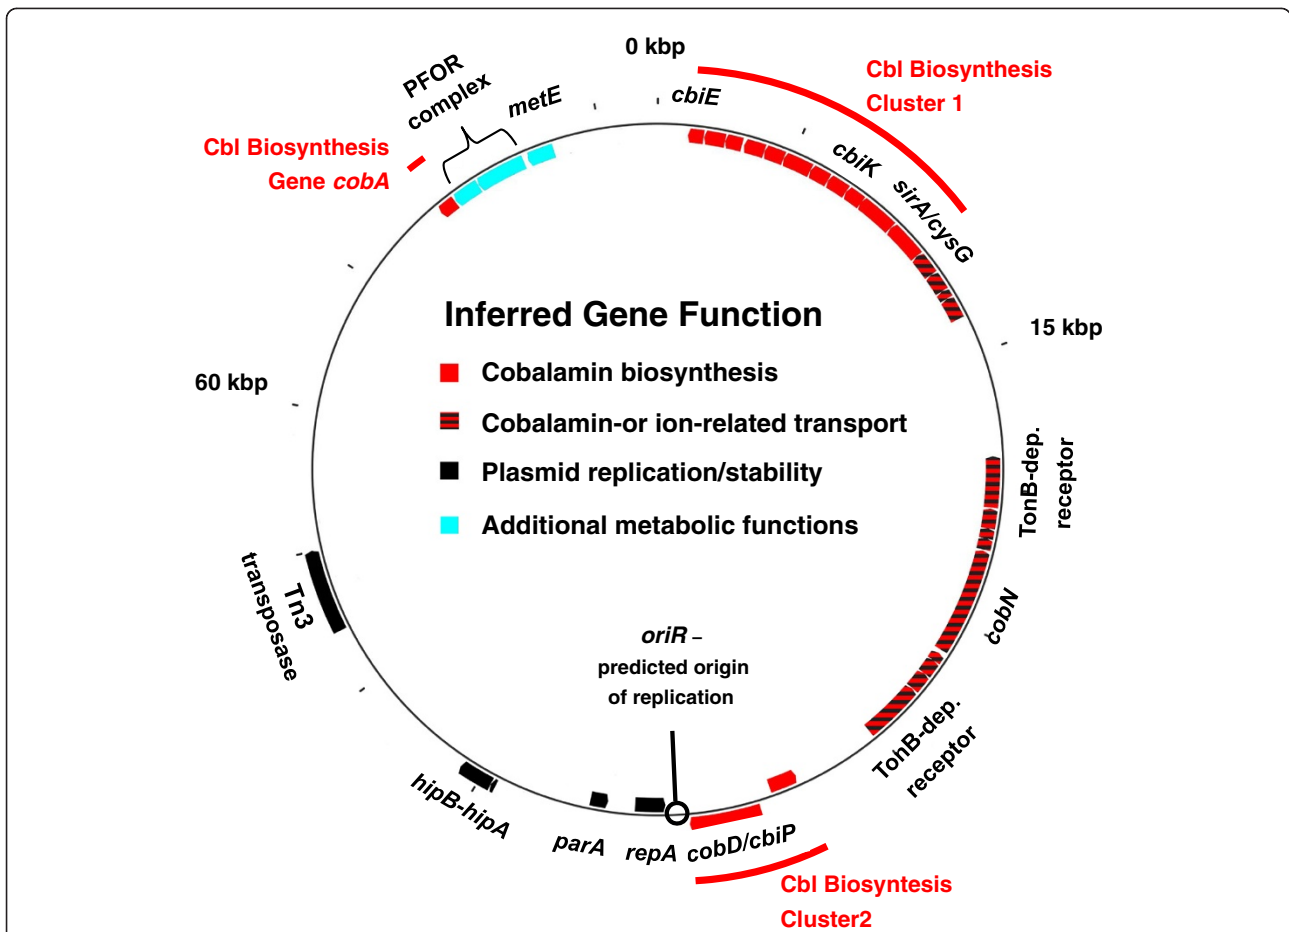 0 kbp
Cbl Biosynthesis
Cluster 1
PFOR
complex
metE
cbiE
cbiK
sirA/cysG
Cbl Biosynthesis
Gene cobA
Inferred Gene Function
Cobalamin biosynthesis
Cobalamin-or ion-related transport
Plasmid replication/stability
Additional metabolic functions
15 kbp
60 kbp
TonB-dep.
receptor
cobN
TonB-dep.
receptor
Tn3
transposase
oriR –
predicted origin
of replication
hipB-hipA
parA
repA
cobD/cbiP
Cbl Biosyntesis
Cluster2